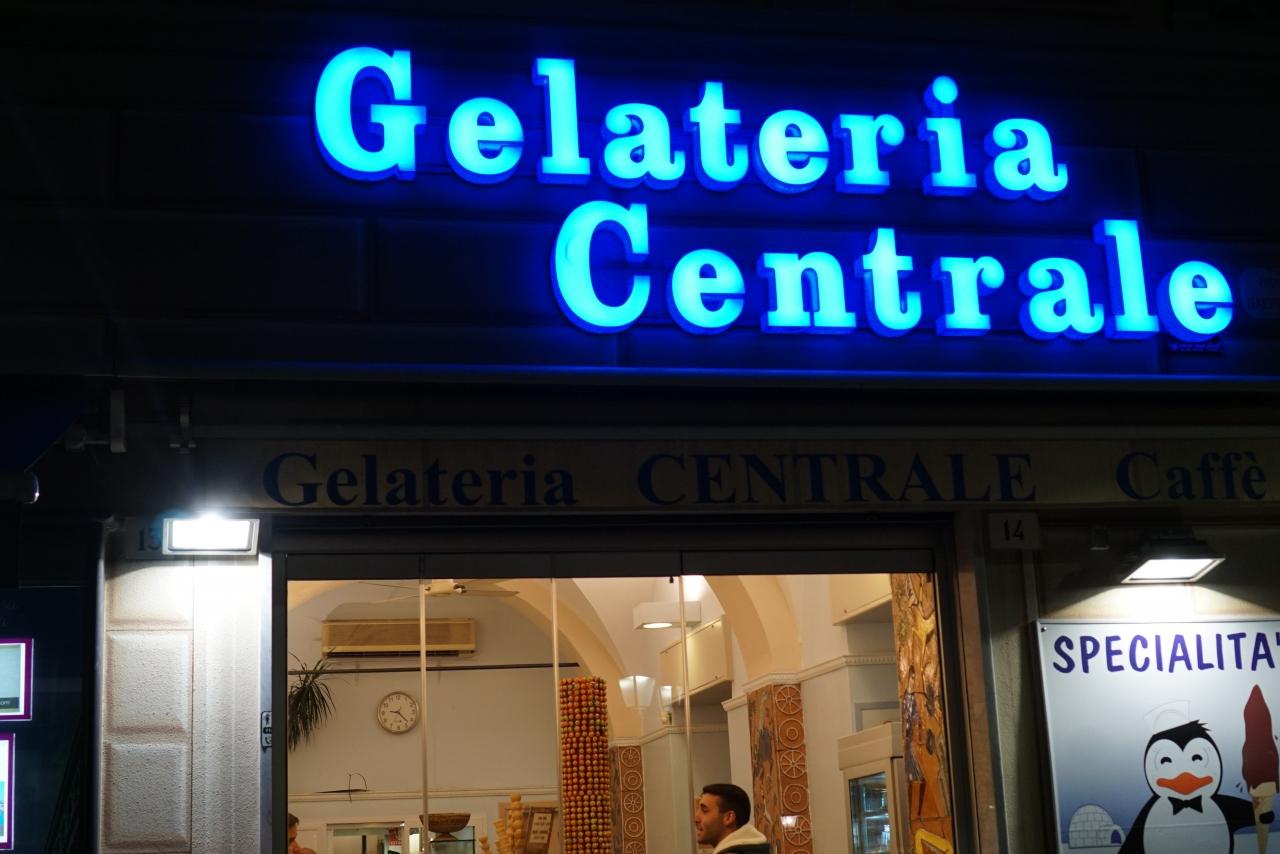 Gelateria
Centrale
Gelateria CENTRALE Caffè
13
14
SPECIALITA'